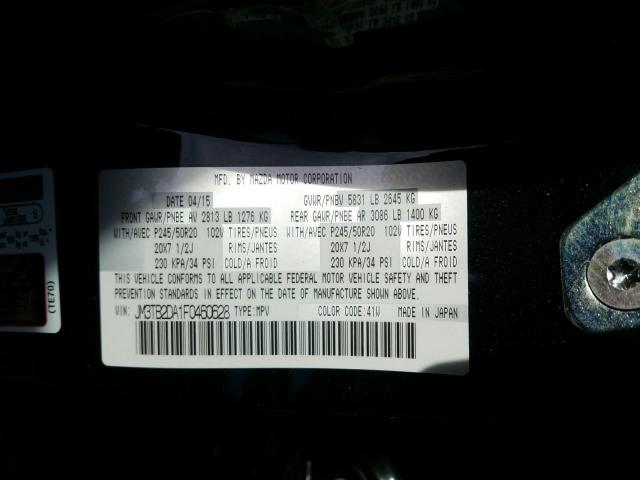 MFD. BY MAZDA MOTOR CORPORATION
DATE 04/15 GVWR/PNBV 5831 LB 2645 KG
FRONT GAWR/PNBE AV 2813 LB 1276 KG REAR GAWR/PNBE AR 3086 LB 1400 KG
WITH/AVEC P245/50R20 102V TIRES/PNEUS WITH/AVEC P245/50R20 102V TIRES/PNEUS
20X7 1/2J RIMS/JANTES 20X7 1/2J RIMS/JANTES
230 KPA/34 PSI COLD/A FROID 230 KPA/34 PSI COLD/A FROID
THIS VEHICLE CONFORMS TO ALL APPLICABLE FEDERAL MOTOR VEHICLE SAFETY AND THEFT
PREVENTION STANDARDS IN EFFECT ON THE DATE OF MANUFACTURE SHOWN ABOVE.
VIN: JM3TB2DA1F0460628 TYPE:MPV COLOR CODE:41W MADE IN JAPAN
(TE70)